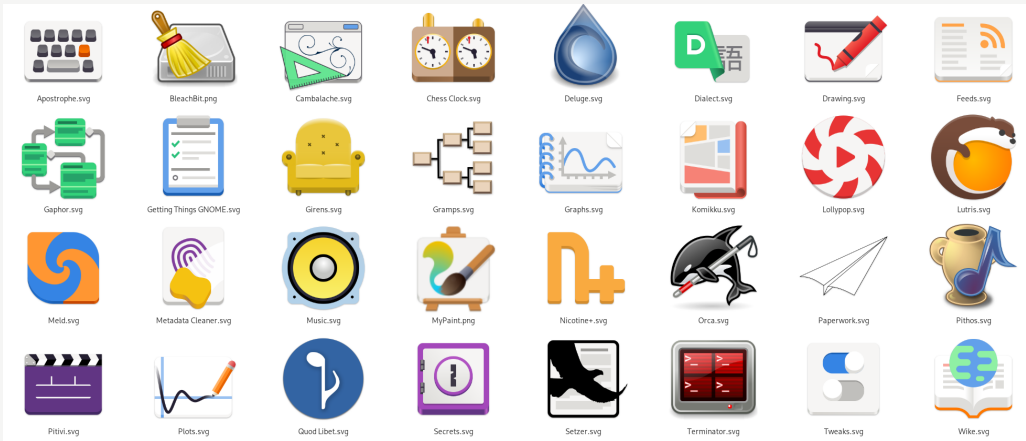 D 語
Apostrophe.svg
BleachBit.png
Cambalache.svg
Chess Clock.svg
Deluge.svg
Dialect.svg
Drawing.svg
Feeds.svg
Gaphor.svg
Getting Things GNOME.svg
Girens.svg
Gramps.svg
Graphs.svg
Komikku.svg
Lollypop.svg
Lutris.svg
n+
Meld.svg
Metadata Cleaner.svg
Music.svg
MyPaint.png
Nicotine+.svg
Orca.svg
Paperwork.svg
Pithos.svg
>_ >_
>_ >_
Pitivi.svg
Plots.svg
Quod Libet.svg
Secrets.svg
Setzer.svg
Terminator.svg
Tweaks.svg
Wike.svg